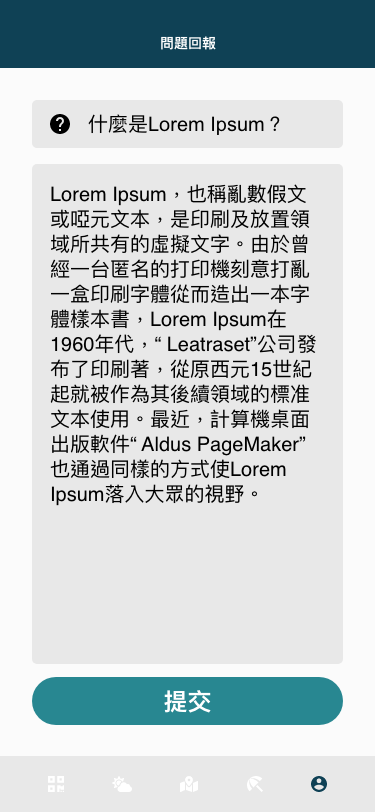 問題回報
什麼是Lorem Ipsum？
Lorem Ipsum，也稱亂數假文
或啞元文本，是印刷及放置領
域所共有的虛擬文字。由於曾
經一台匿名的打印機刻意打亂
一盒印刷字體從而造出一本字
體樣本書，Lorem Ipsum在
1960年代，“ Leatraset”公司發
布了印刷著，從原西元15世紀
起就被作為其後續領域的標准
文本使用。最近，計算機桌面
出版軟件“ Aldus PageMaker”
也通過同樣的方式使Lorem
Ipsum落入大眾的視野。
提交